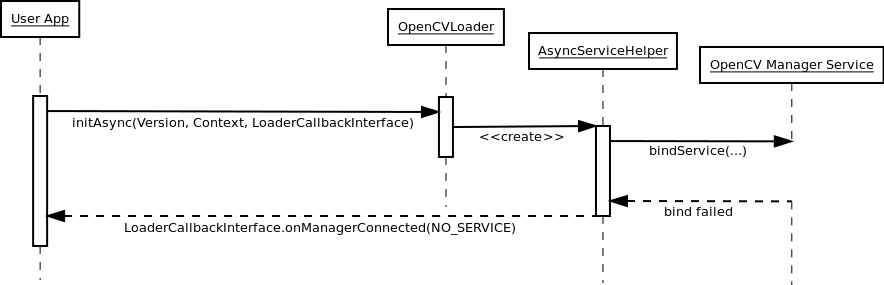 User App
OpenCVLoader
AsyncServiceHelper
OpenCV Manager Service
initAsync(Version, Context, LoaderCallbackInterface)
<<create>>
bindService(...)
bind failed
LoaderCallbackInterface.onManagerConnected(NO_SERVICE)